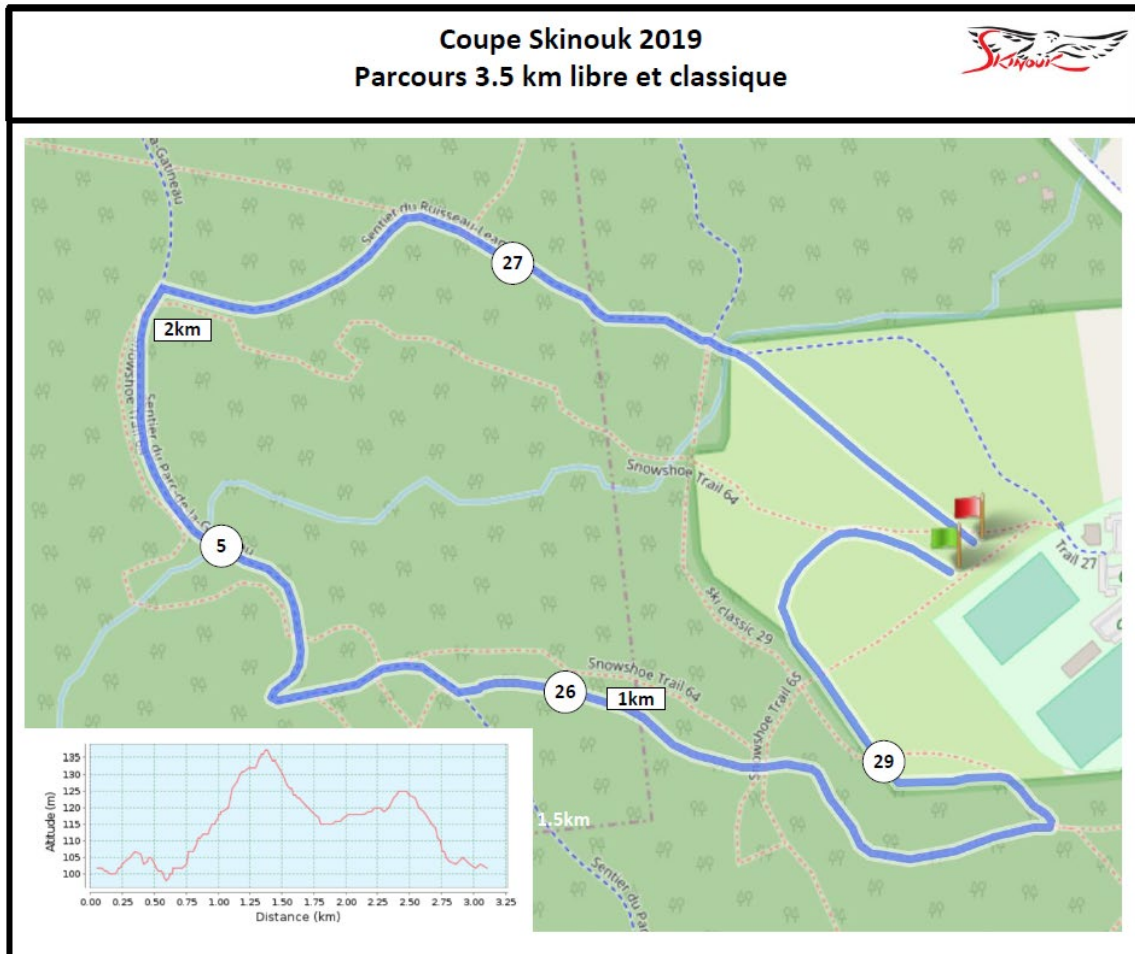 Coupe Skinouk 2019
Parcours 3.5 km libre et classique
SKINOUK
a-Gatineau
Sentier du Ruisseau-Leam
27
2km
Snowshoe Trail 64
Sentier du Parc-de-la-G
au
5
ski classic 29
Trail 27
Snowshoe Trail 64
26
1km
Snowshoe Trail 65
29
1.5km
Sentier du Par
Altitude (m)
135
130
125
120
115
110
105
100
0.00 0.25 0.50 0.75 1.00 1.25 1.50 1.75 2.00 2.25 2.50 2.75 3.00 3.25
Distance (km)